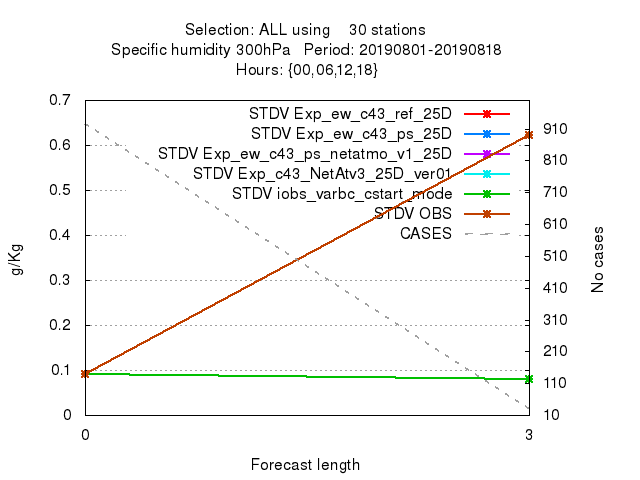 Selection: ALL using    30 stations
Specific humidity 300hPa   Period: 20190801-20190818
Hours: {00,06,12,18}
0.7
0.6
0.5
0.4
0.3
0.2
0.1
0
g/Kg
STDV Exp_ew_c43_ref_25D
STDV Exp_ew_c43_ps_25D
STDV Exp_ew_c43_ps_netatmo_v1_25D
STDV Exp_c43_NetAtv3_25D_ver01
STDV iobs_varbc_cstart_mode
STDV OBS
CASES
910
810
710
610
510
410
310
210
110
10
No cases
0
3
Forecast length